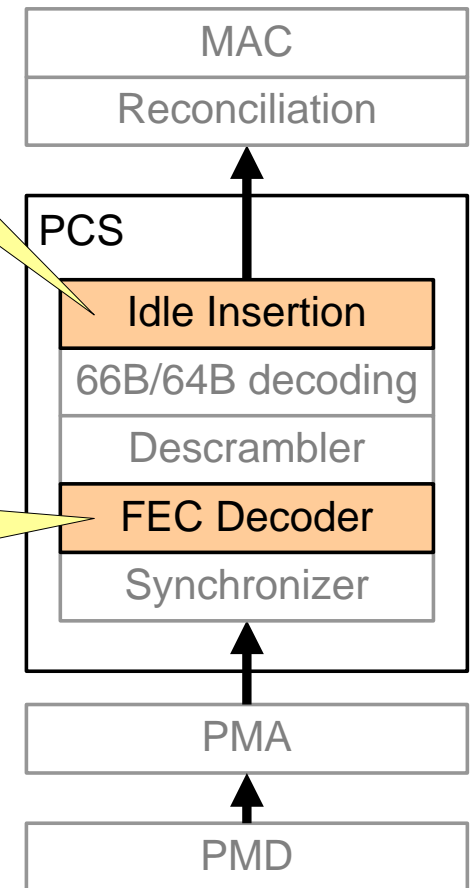 MAC
Reconciliation
PCS
Idle Insertion
66B/64B decoding
Descrambler
FEC Decoder
Synchronizer
PMA
PMD